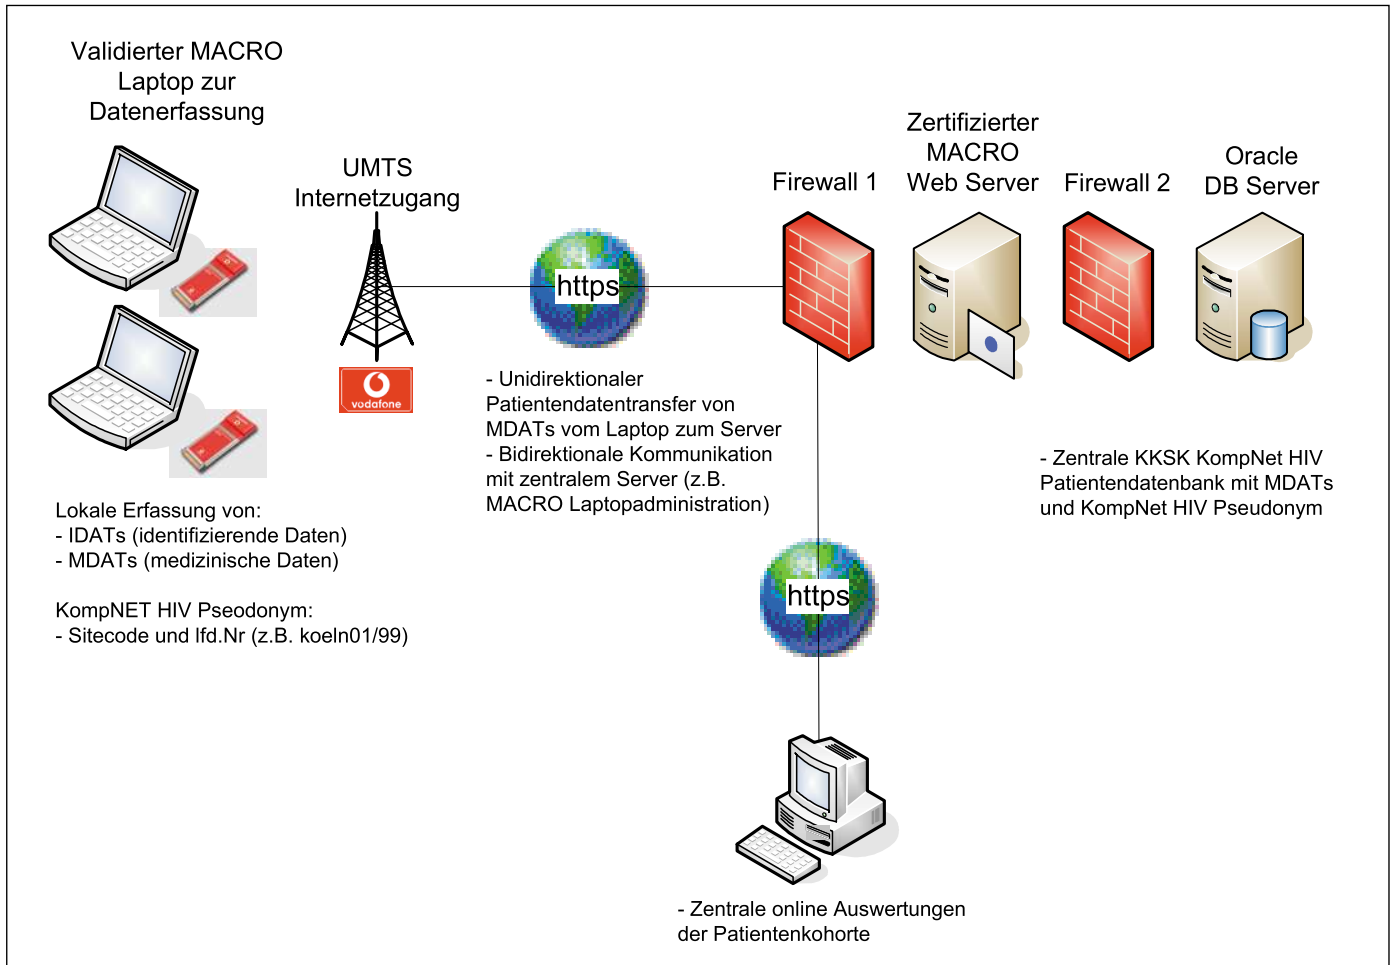 Validierter MACRO
Laptop zur
Datenerfassung
UMTS
Internetzugang
vodafone
https
Firewall 1
Zertifizierter
MACRO
Web Server
Firewall 2
Oracle
DB Server
- Unidirektionaler
Patientendatentransfer von
MDATs vom Laptop zum Server
- Bidirektionale Kommunikation
mit zentralem Server (z.B.
MACRO Laptopadministration)
- Zentrale KKSK KompNet HIV
Patientendatenbank mit MDATs
und KompNet HIV Pseudonym
Lokale Erfassung von:
- IDATs (identifizierende Daten)
- MDATs (medizinische Daten)
KompNET HIV Pseodonym:
- Sitecode und lfd.Nr (z.B. koeln01/99)
https
- Zentrale online Auswertungen
der Patientenkohorte